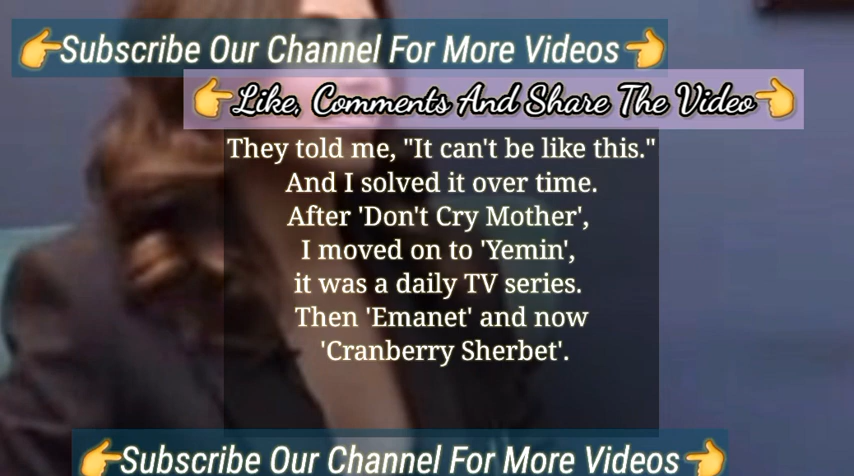 👉Subscribe Our Channel For More Videos👈
👉Like, Comments And Share The Video👈
They told me, "It can't be like this."
And I solved it over time.
After 'Don't Cry Mother',
I moved on to 'Yemin',
it was a daily TV series.
Then 'Emanet' and now
'Cranberry Sherbet'.
👉Subscribe Our Channel For More Videos👈